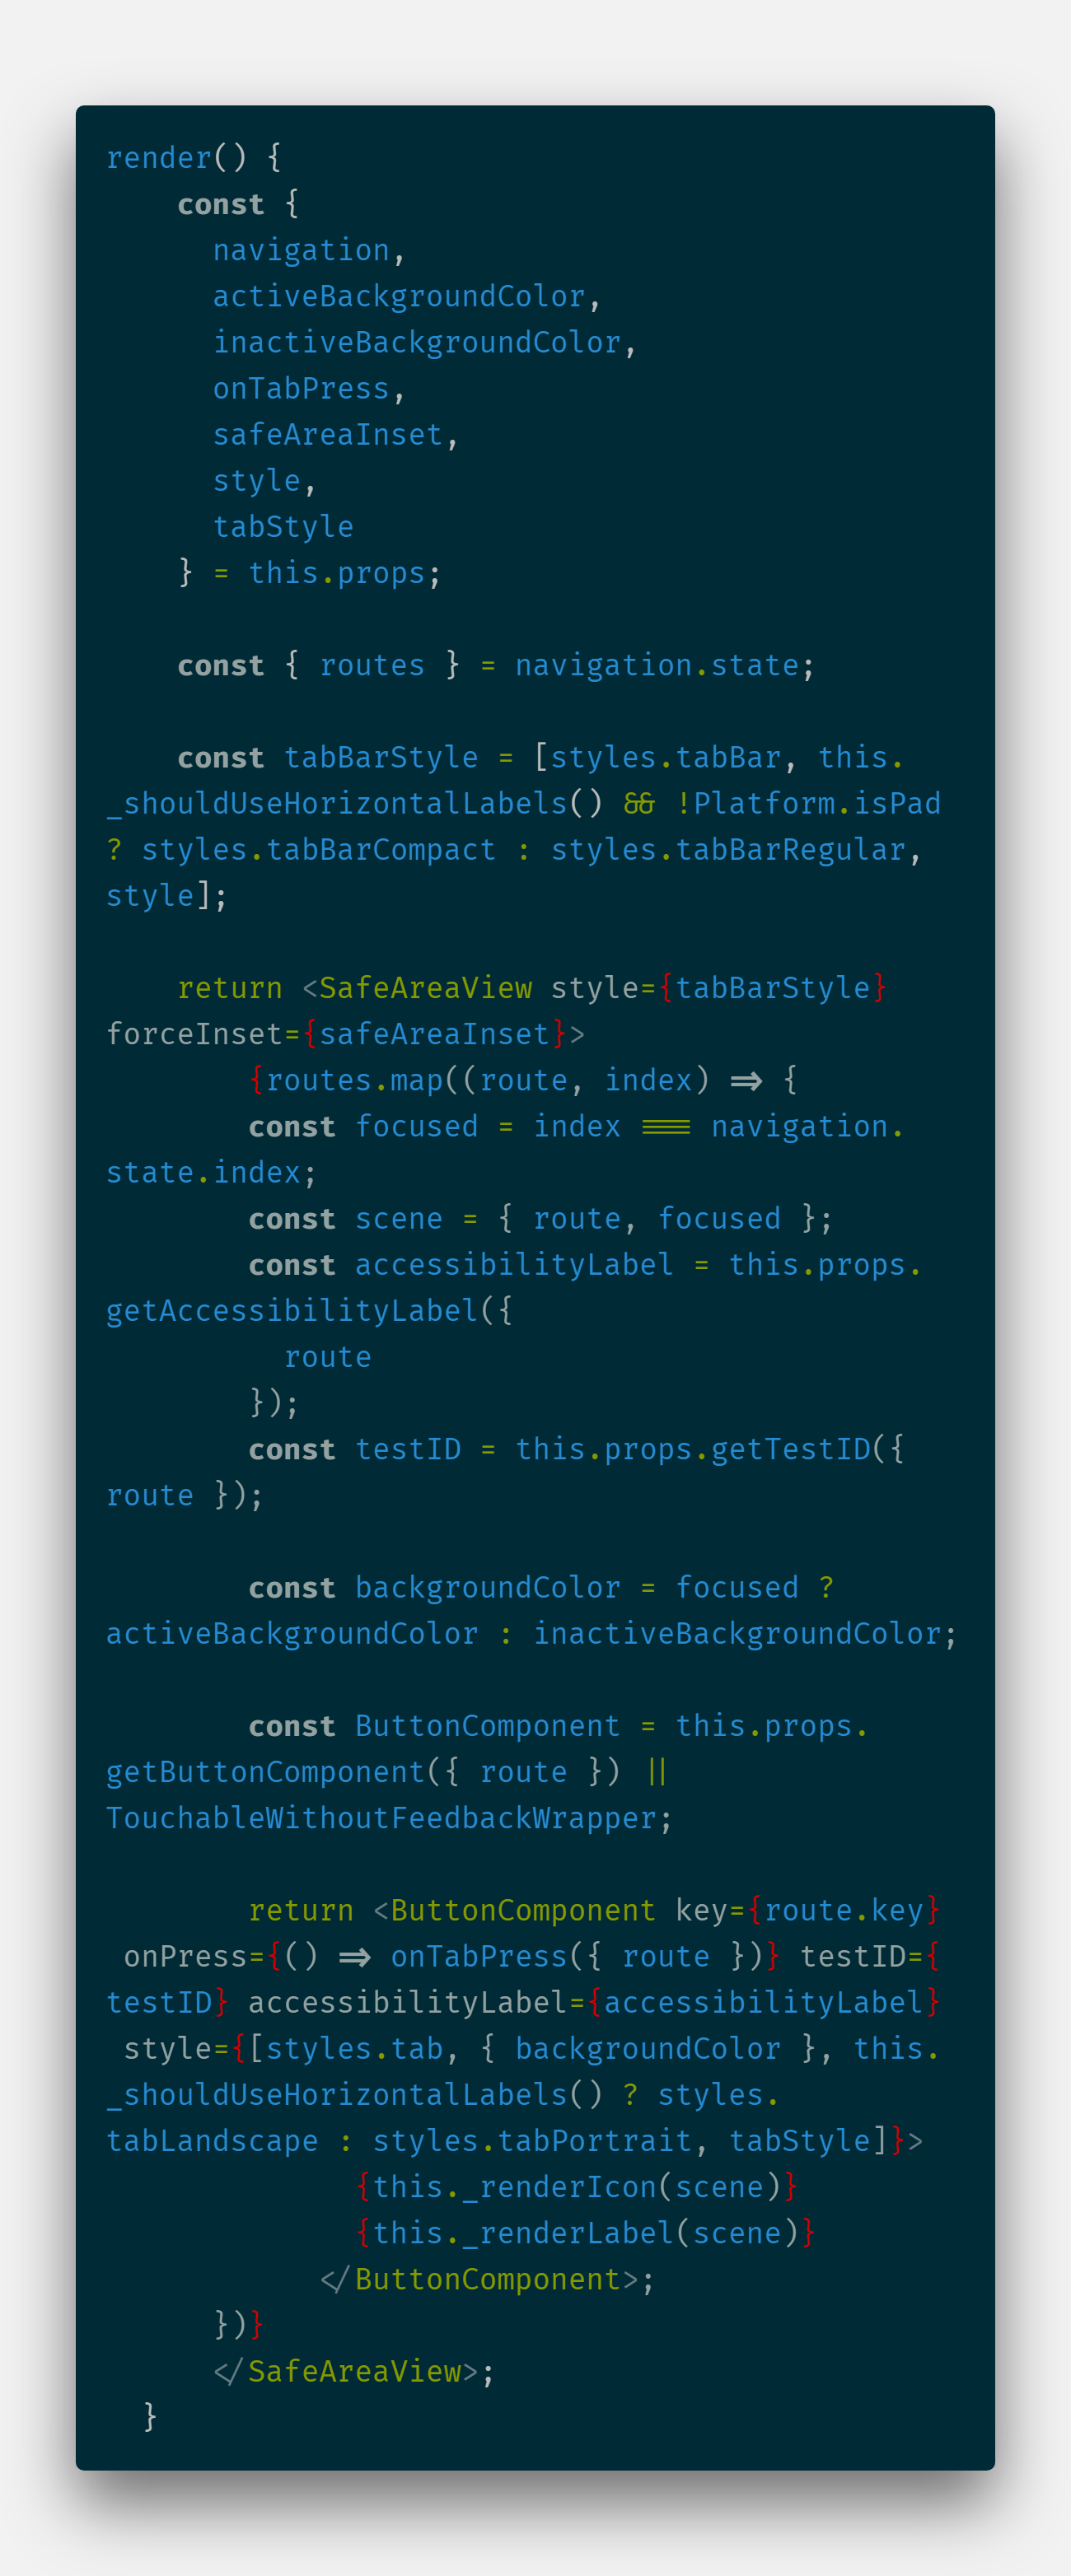 render() {
    const {
      navigation,
      activeBackgroundColor,
      inactiveBackgroundColor,
      onTabPress,
      safeAreaInset,
      style,
      tabStyle
    } = this.props;

    const { routes } = navigation.state;

    const tabBarStyle = [styles.tabBar, this.
_shouldUseHorizontalLabels() && !Platform.isPad
? styles.tabBarCompact : styles.tabBarRegular,
style];

    return <SafeAreaView style={tabBarStyle}
forceInset={safeAreaInset}>
        {routes.map((route, index) => {
        const focused = index === navigation.
state.index;
        const scene = { route, focused };
        const accessibilityLabel = this.props.
getAccessibilityLabel({
          route
        });
        const testID = this.props.getTestID({
route });

        const backgroundColor = focused ?
activeBackgroundColor : inactiveBackgroundColor;

        const ButtonComponent = this.props.
getButtonComponent({ route }) ||
TouchableWithoutFeedbackWrapper;

        return <ButtonComponent key={route.key}
 onPress={() => onTabPress({ route })} testID={
testID} accessibilityLabel={accessibilityLabel}
 style={[styles.tab, { backgroundColor }, this.
_shouldUseHorizontalLabels() ? styles.
tabLandscape : styles.tabPortrait, tabStyle]}>
              {this._renderIcon(scene)}
              {this._renderLabel(scene)}
            </ButtonComponent>;
      })}
      </SafeAreaView>;
  }